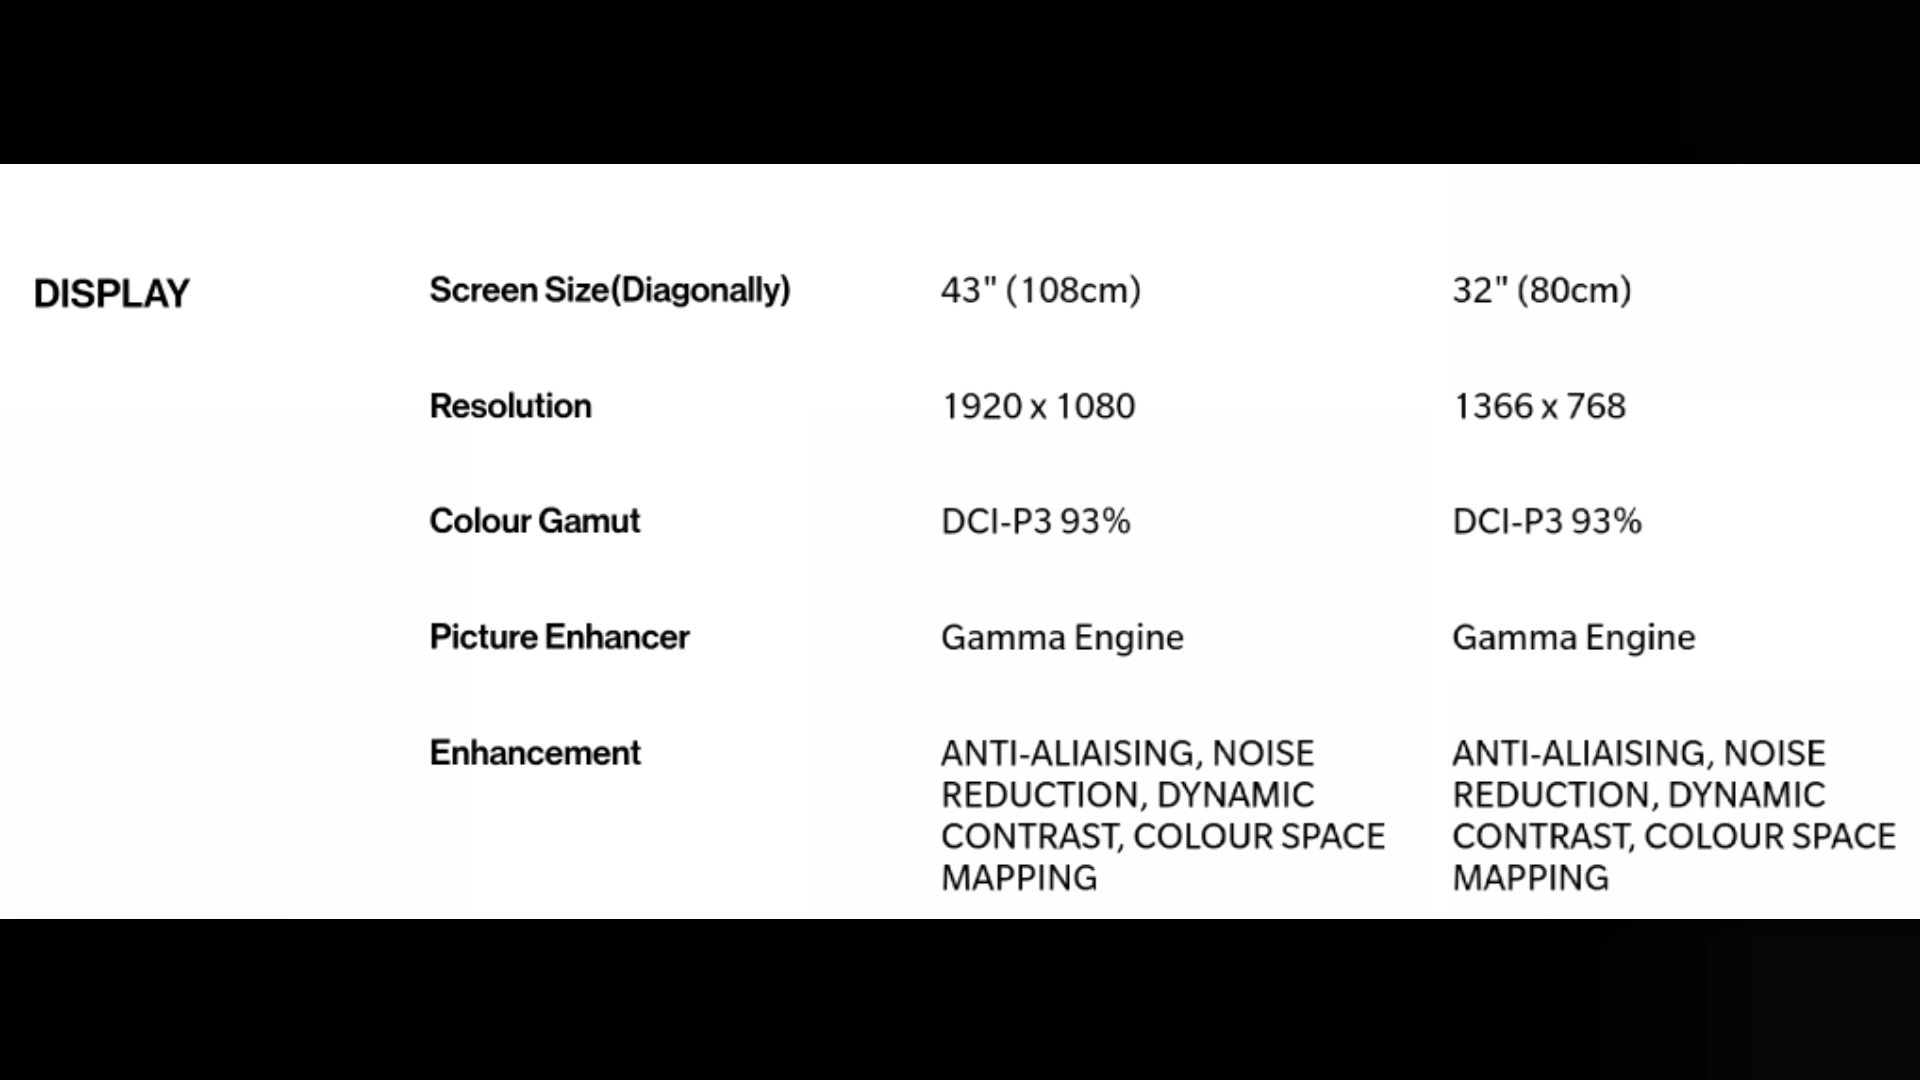 DISPLAY
Screen Size(Diagonally)
43" (108cm)
32" (80cm)
Resolution
1920 x 1080
1366 x 768
Colour Gamut
DCI-P3 93%
DCI-P3 93%
Picture Enhancer
Gamma Engine
Gamma Engine
Enhancement
ANTI-ALIAISING, NOISE
REDUCTION, DYNAMIC
CONTRAST, COLOUR SPACE
MAPPING
ANTI-ALIAISING, NOISE
REDUCTION, DYNAMIC
CONTRAST, COLOUR SPACE
MAPPING